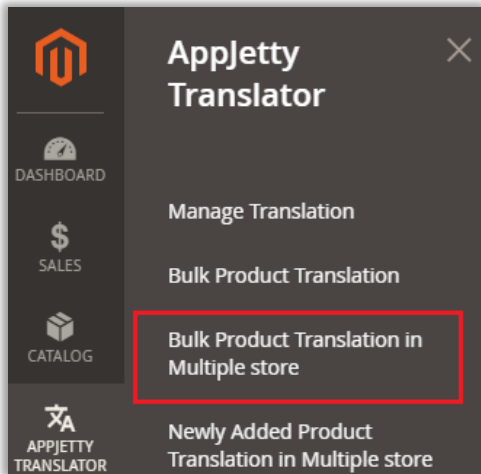 AppJetty
Translator
DASHBOARD
SALES
CATALOG
APPJETTY
TRANSLATOR
Manage Translation
Bulk Product Translation
Bulk Product Translation in
Multiple store
Newly Added Product
Translation in Multiple store